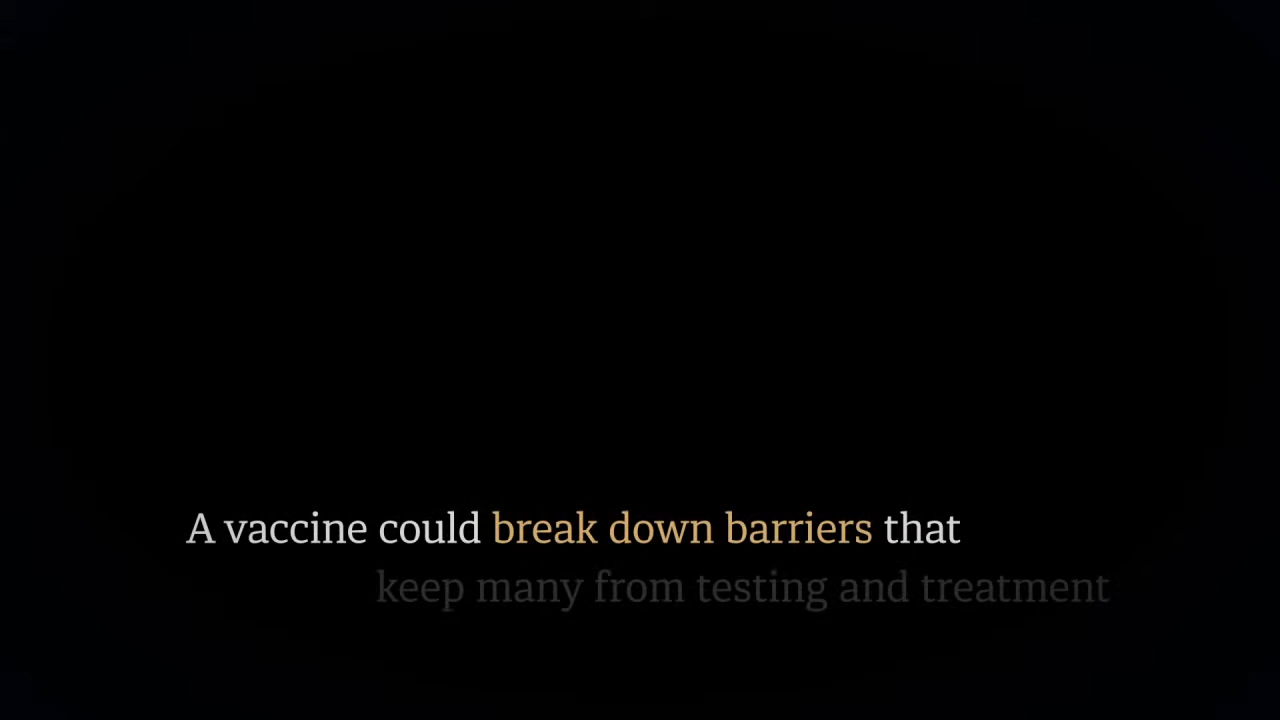 A vaccine could break down barriers that
keep many from testing and treatment